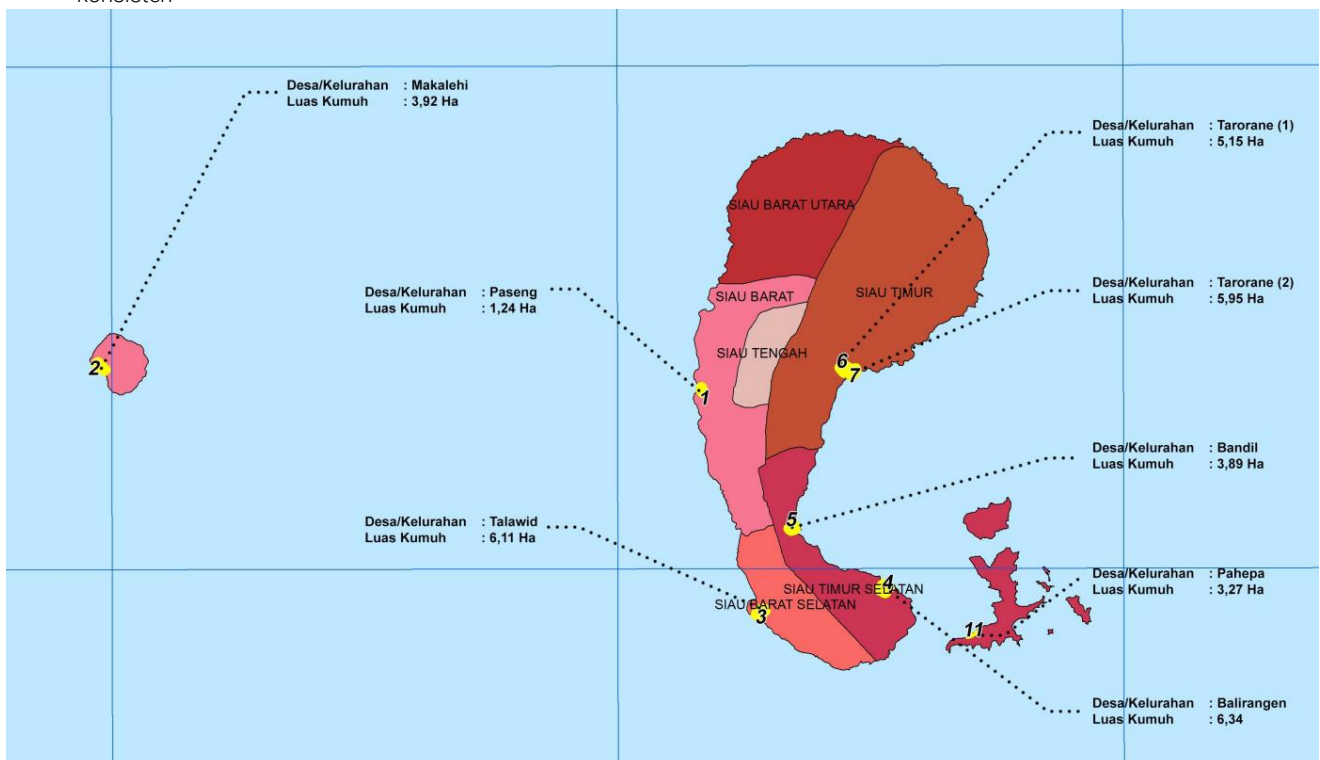 Desa/Kelurahan : Makalehi
Luas Kumuh : 3,92 Ha
Desa/Kelurahan : Tarorane (1)
Luas Kumuh : 5,15 Ha
SIAU BARAT UTARA
Desa/Kelurahan : Paseng
Luas Kumuh : 1,24 Ha
SIAU BARAT
SIAU TIMUR
Desa/Kelurahan : Tarorane (2)
Luas Kumuh : 5,95 Ha
SIAU TENGAH
2
1
6
7
Desa/Kelurahan : Bandil
Luas Kumuh : 3,89 Ha
Desa/Kelurahan : Talawid
Luas Kumuh : 6,11 Ha
5
4
SIAU TIMUR SELATAN
SIAU BARAT SELATAN
3
11
Desa/Kelurahan : Pahepa
Luas Kumuh : 3,27 Ha
Desa/Kelurahan : Balirangen
Luas Kumuh : 6,34